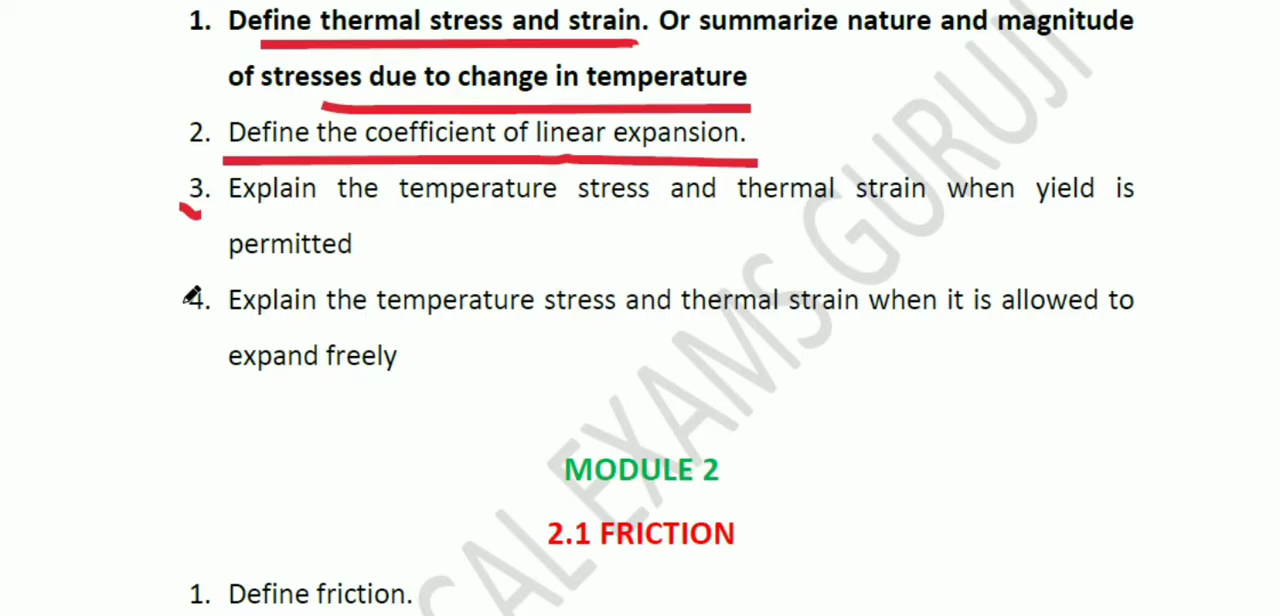 1. Define thermal stress and strain. Or summarize nature and magnitude
of stresses due to change in temperature
2. Define the coefficient of linear expansion.
3. Explain the temperature stress and thermal strain when yield is
permitted
4. Explain the temperature stress and thermal strain when it is allowed to
expand freely
MODULE 2
2.1 FRICTION
1. Define friction.
CAL EXAMS GURUJI